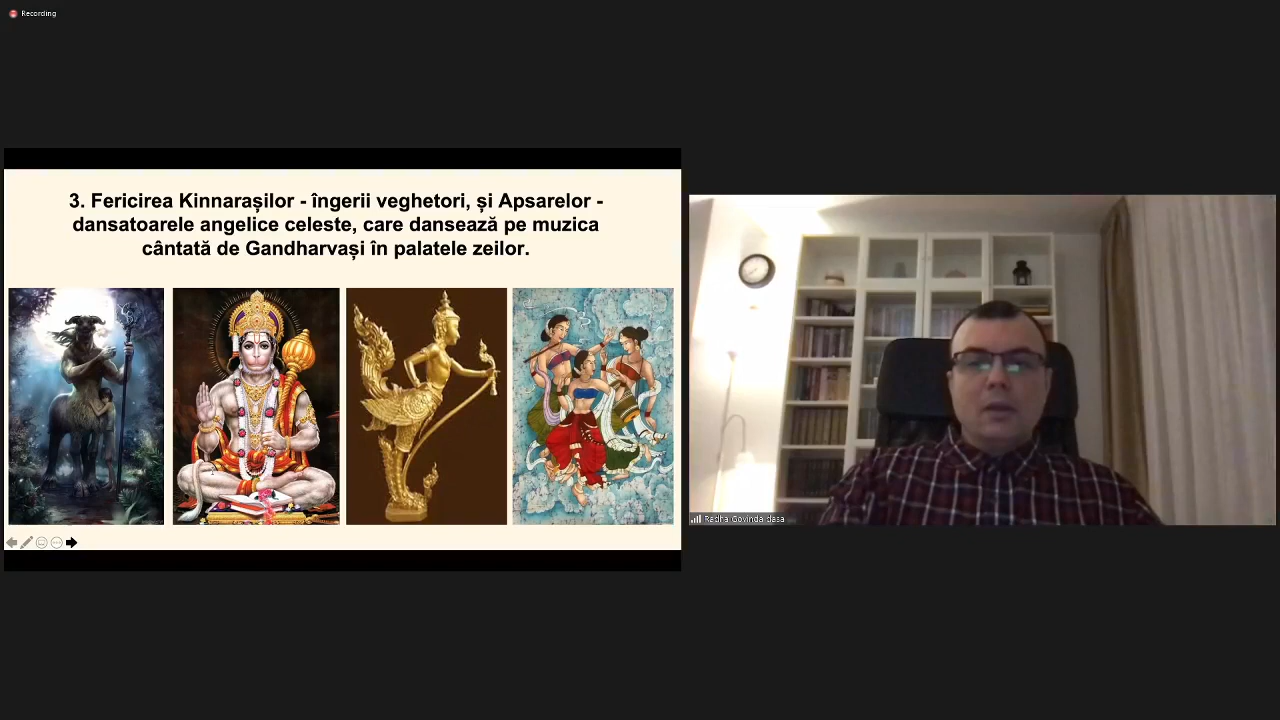 Recording
3. Fericirea Kinnarașilor - îngerii veghetori, și Apsarelor -
dansatoarele angelice celeste, care dansează pe muzica
cântată de Gandharvași în palatele zeilor.
Radha Govinda dasa